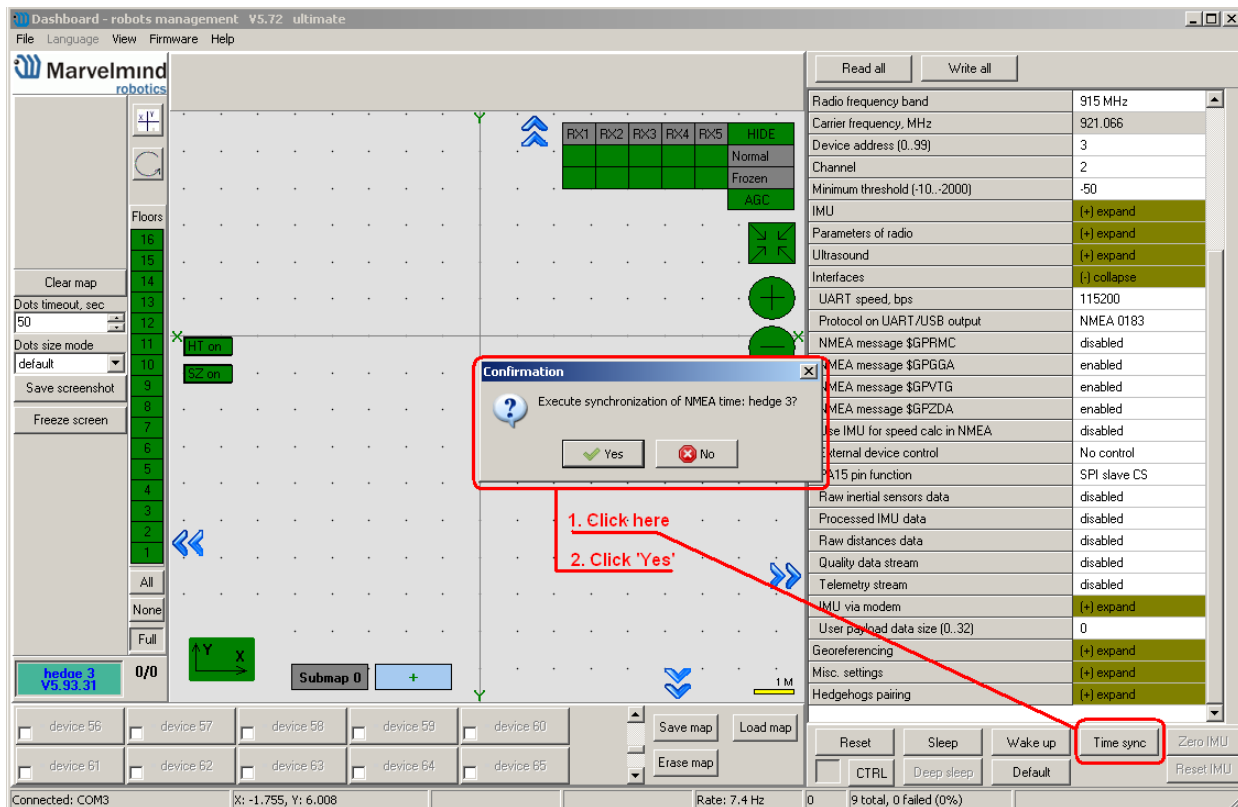 Dashboard - robots management V5.72 ultimate
File Language View Firmware Help
Marvelmind
robotics
Read all Write all
Radio frequency band 915 MHz
Carrier frequency, MHz 921.066
Device address (0..99) 3
Channel 2
Minimum threshold (-10..-2000) -50
IMU (+) expand
Parameters of radio (+) expand
Ultrasound (+) expand
Interfaces (-) collapse
UART speed, bps 115200
Protocol on UART/USB output NMEA 0183
NMEA message $GPRMC disabled
NMEA message $GPGGA enabled
NMEA message $GPVTG enabled
NMEA message $GPZDA enabled
Use IMU for speed calc in NMEA disabled
External device control No control
PA15 pin function SPI slave CS
Raw inertial sensors data disabled
Processed IMU data disabled
Raw distances data disabled
Quality data stream disabled
Telemetry stream disabled
IMU via modem (+) expand
User payload data size (0..32) 0
Georeferencing (+) expand
Misc. settings (+) expand
Hedgehogs pairing (+) expand
X Y
Floors
16
15
14
13
12
11
10
9
8
7
6
5
4
3
2
1
All
None
Full
0/0
Clear map
Dots timeout, sec
50
Dots size mode
default
Save screenshot
Freeze screen
hedge 3
V5.93.31
Y
RX1 RX2 RX3 RX4 RX5 HIDE
Normal
Frozen
AGC
X X
HT on
SZ on
Confirmation
Execute synchronization of NMEA time: hedge 3?
Yes No
1. Click here
2. Click 'Yes'
Y X
Submap 0 +
Y
1 M
device 56 device 57 device 58 device 59 device 60
device 61 device 62 device 63 device 64 device 65
Save map Load map
Erase map
Reset Sleep Wake up Time sync Zero IMU
CTRL Deep sleep Default Reset IMU
Connected: COM3 X: -1.755, Y: 6.008 Rate: 7.4 Hz 0 9 total, 0 failed (0%)